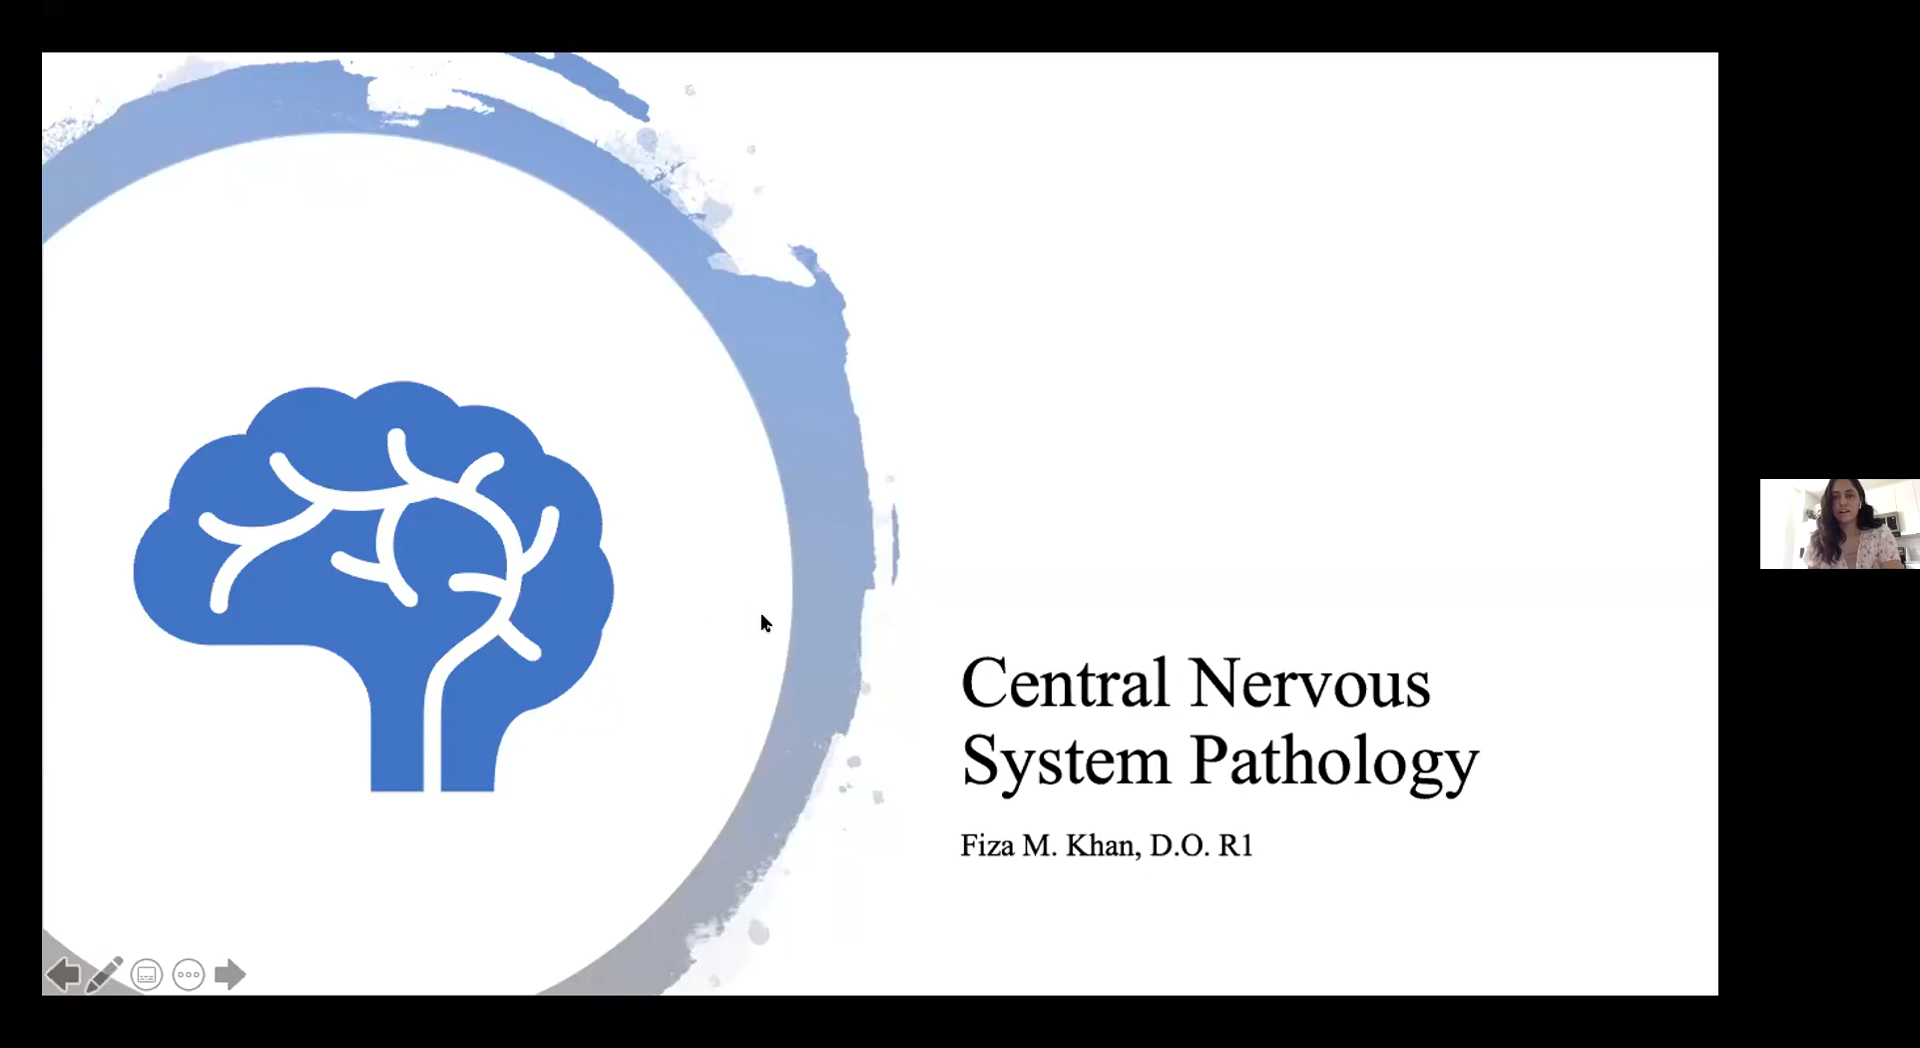 Central Nervous
System Pathology
Fiza M. Khan, D.O. R1